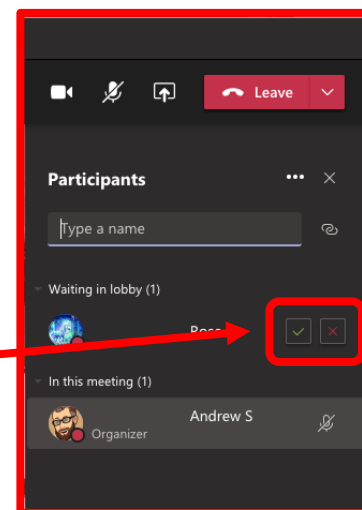 Leave
Participants
Type a name
Waiting in lobby (1)
In this meeting (1)
Andrew S
Organizer